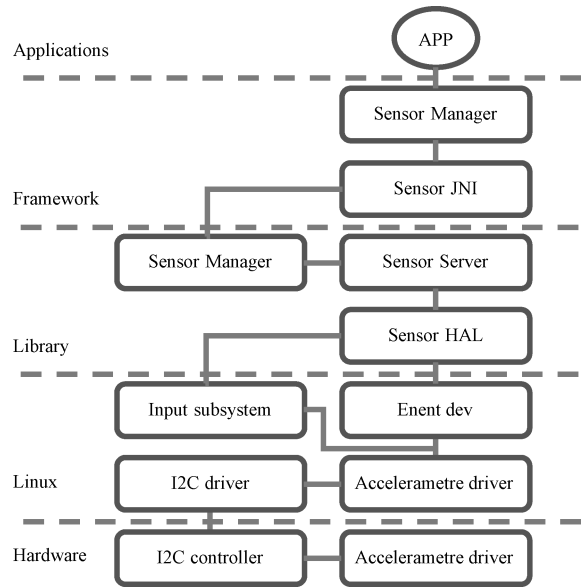 APP
Applications
Sensor Manager
Sensor JNI
Framework
Sensor Manager
Sensor Server
Sensor HAL
Library
Input subsystem
Enent dev
Linux
I2C driver
Accelerametre driver
Hardware
I2C controller
Accelerametre driver